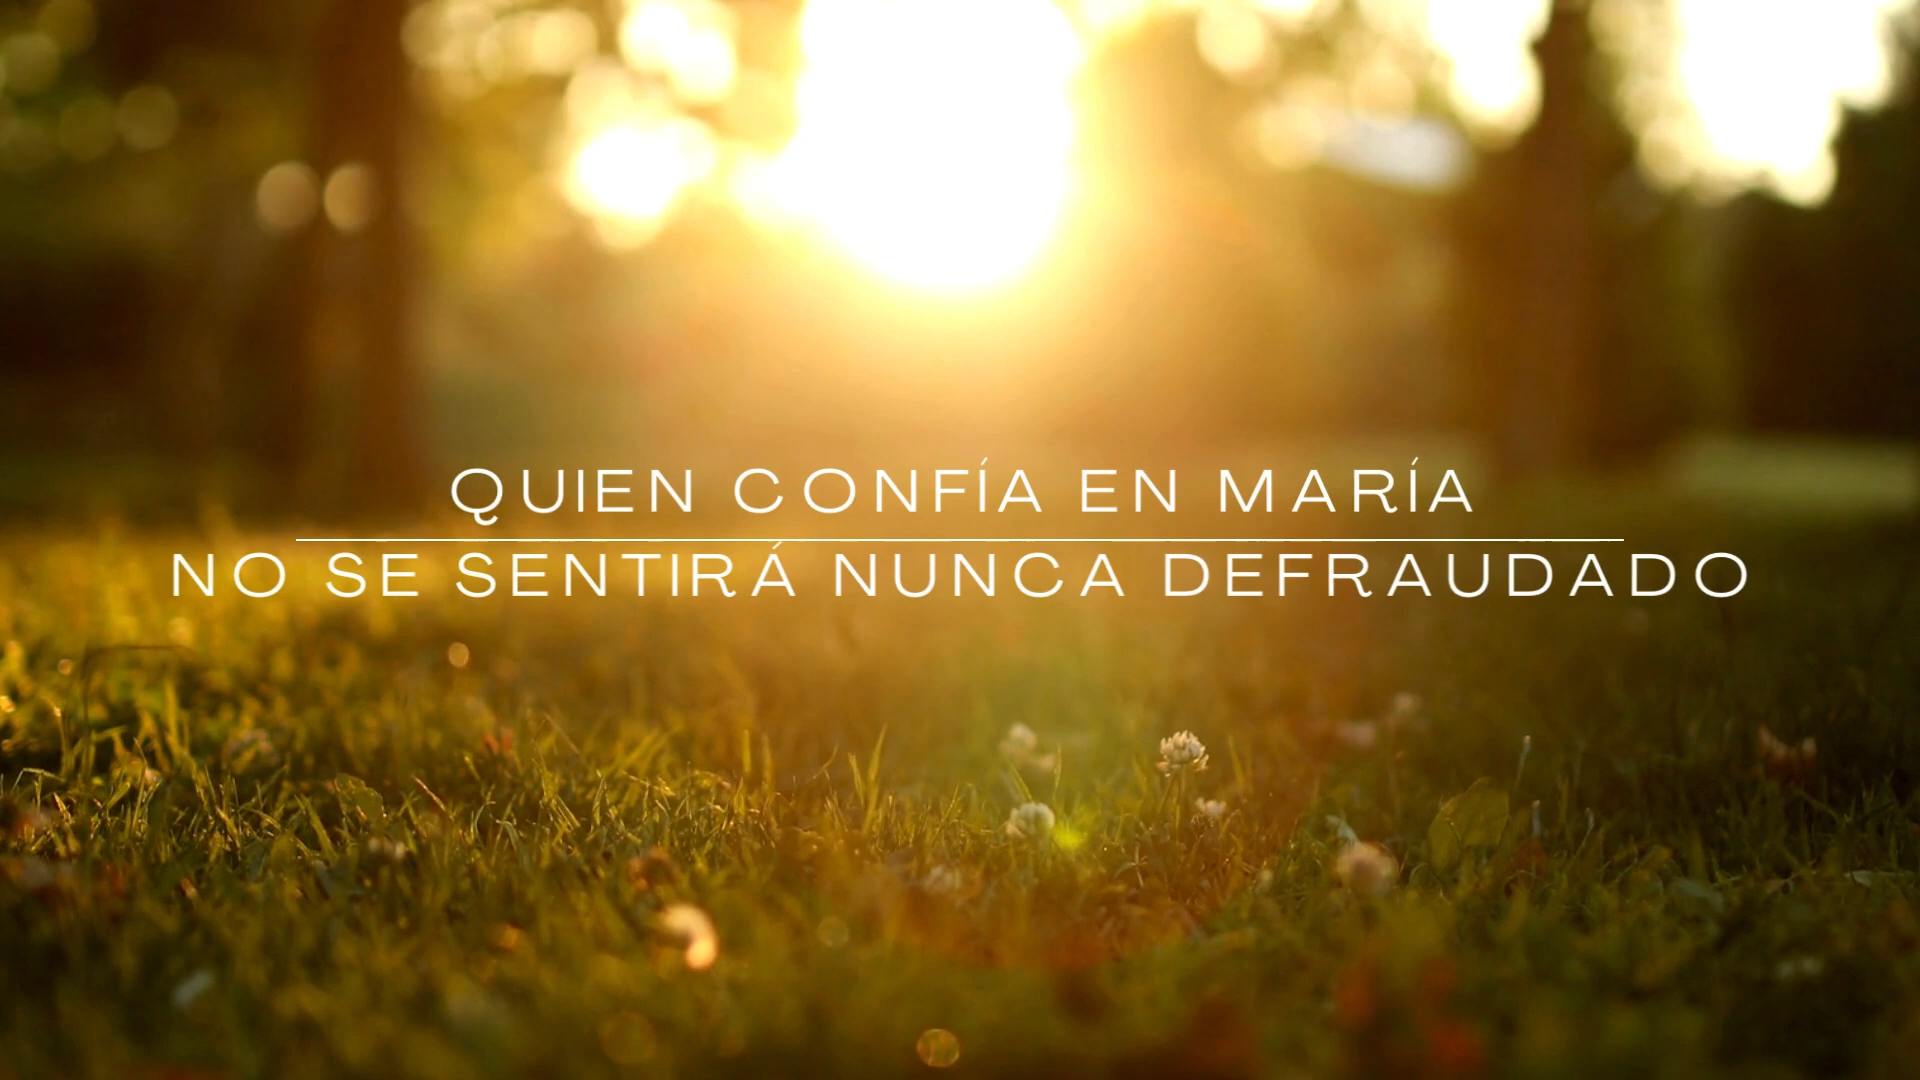 QUIEN CONFÍA EN MARÍA
NO SE SENTIRÁ NUNCA DEFRAUDADO